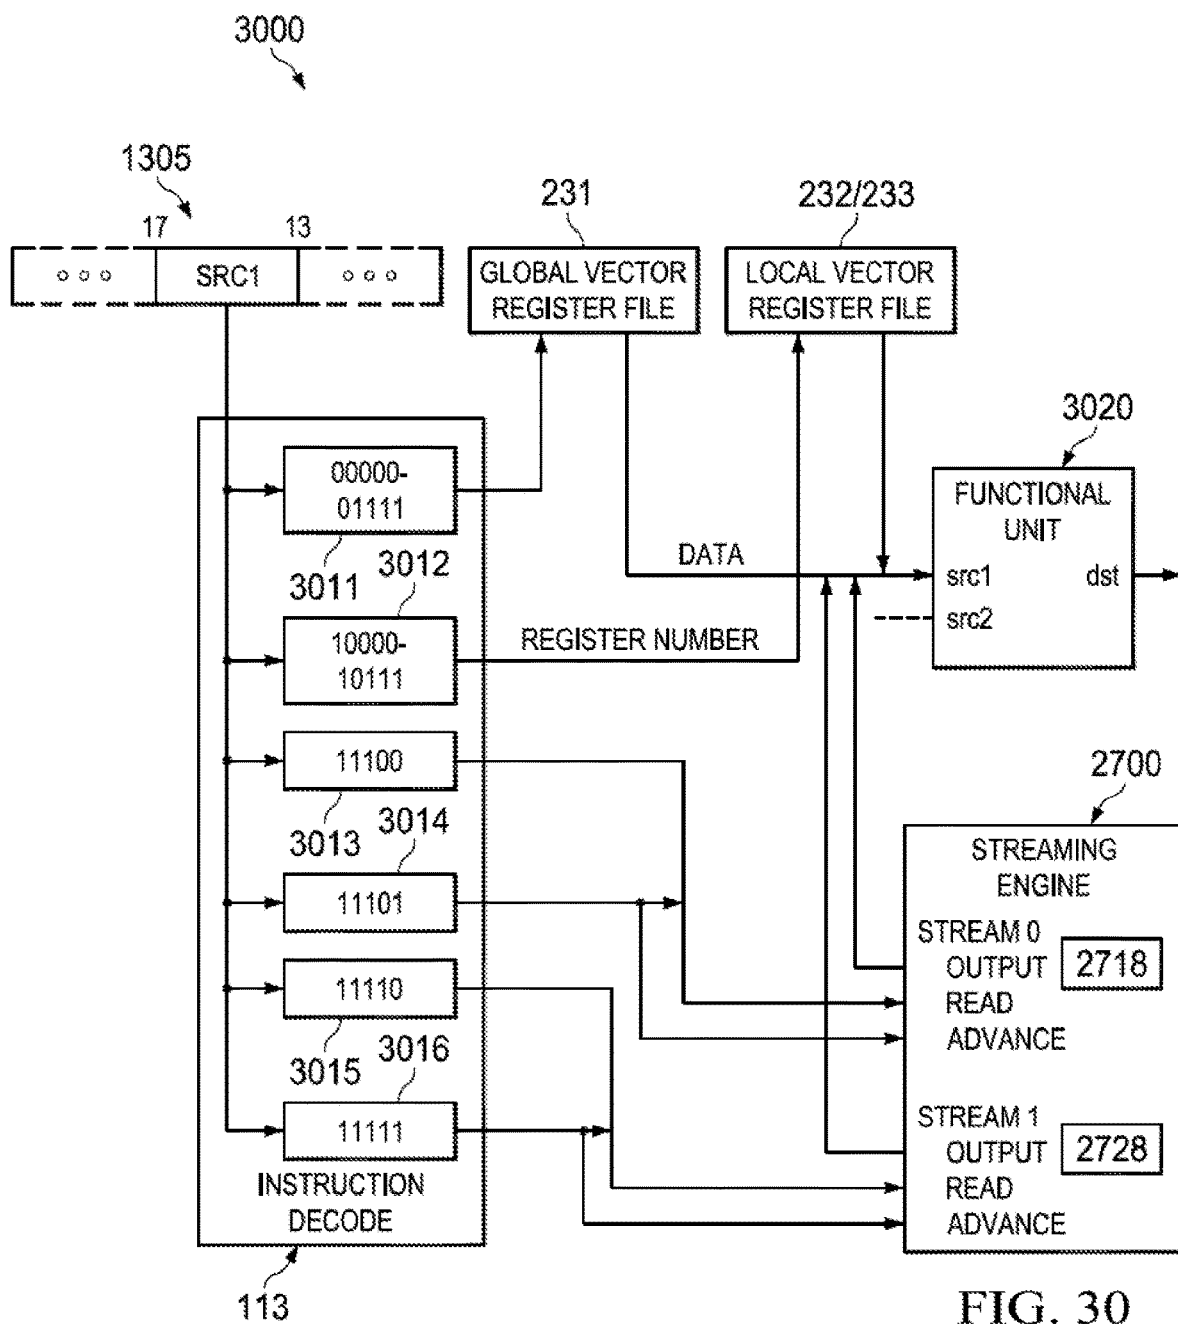 3000
1305
17
13
SRC1
231
GLOBAL VECTOR
REGISTER FILE
232/233
LOCAL VECTOR
REGISTER FILE
00000-
01111
3011
3012
10000-
10111
11100
3013
3014
11101
11110
3015
3016
11111
INSTRUCTION
DECODE
113
DATA
REGISTER NUMBER
3020
FUNCTIONAL
UNIT
src1
dst
src2
2700
STREAMING
ENGINE
STREAM 0
OUTPUT
2718
READ
ADVANCE
STREAM 1
OUTPUT
2728
READ
ADVANCE
FIG. 30